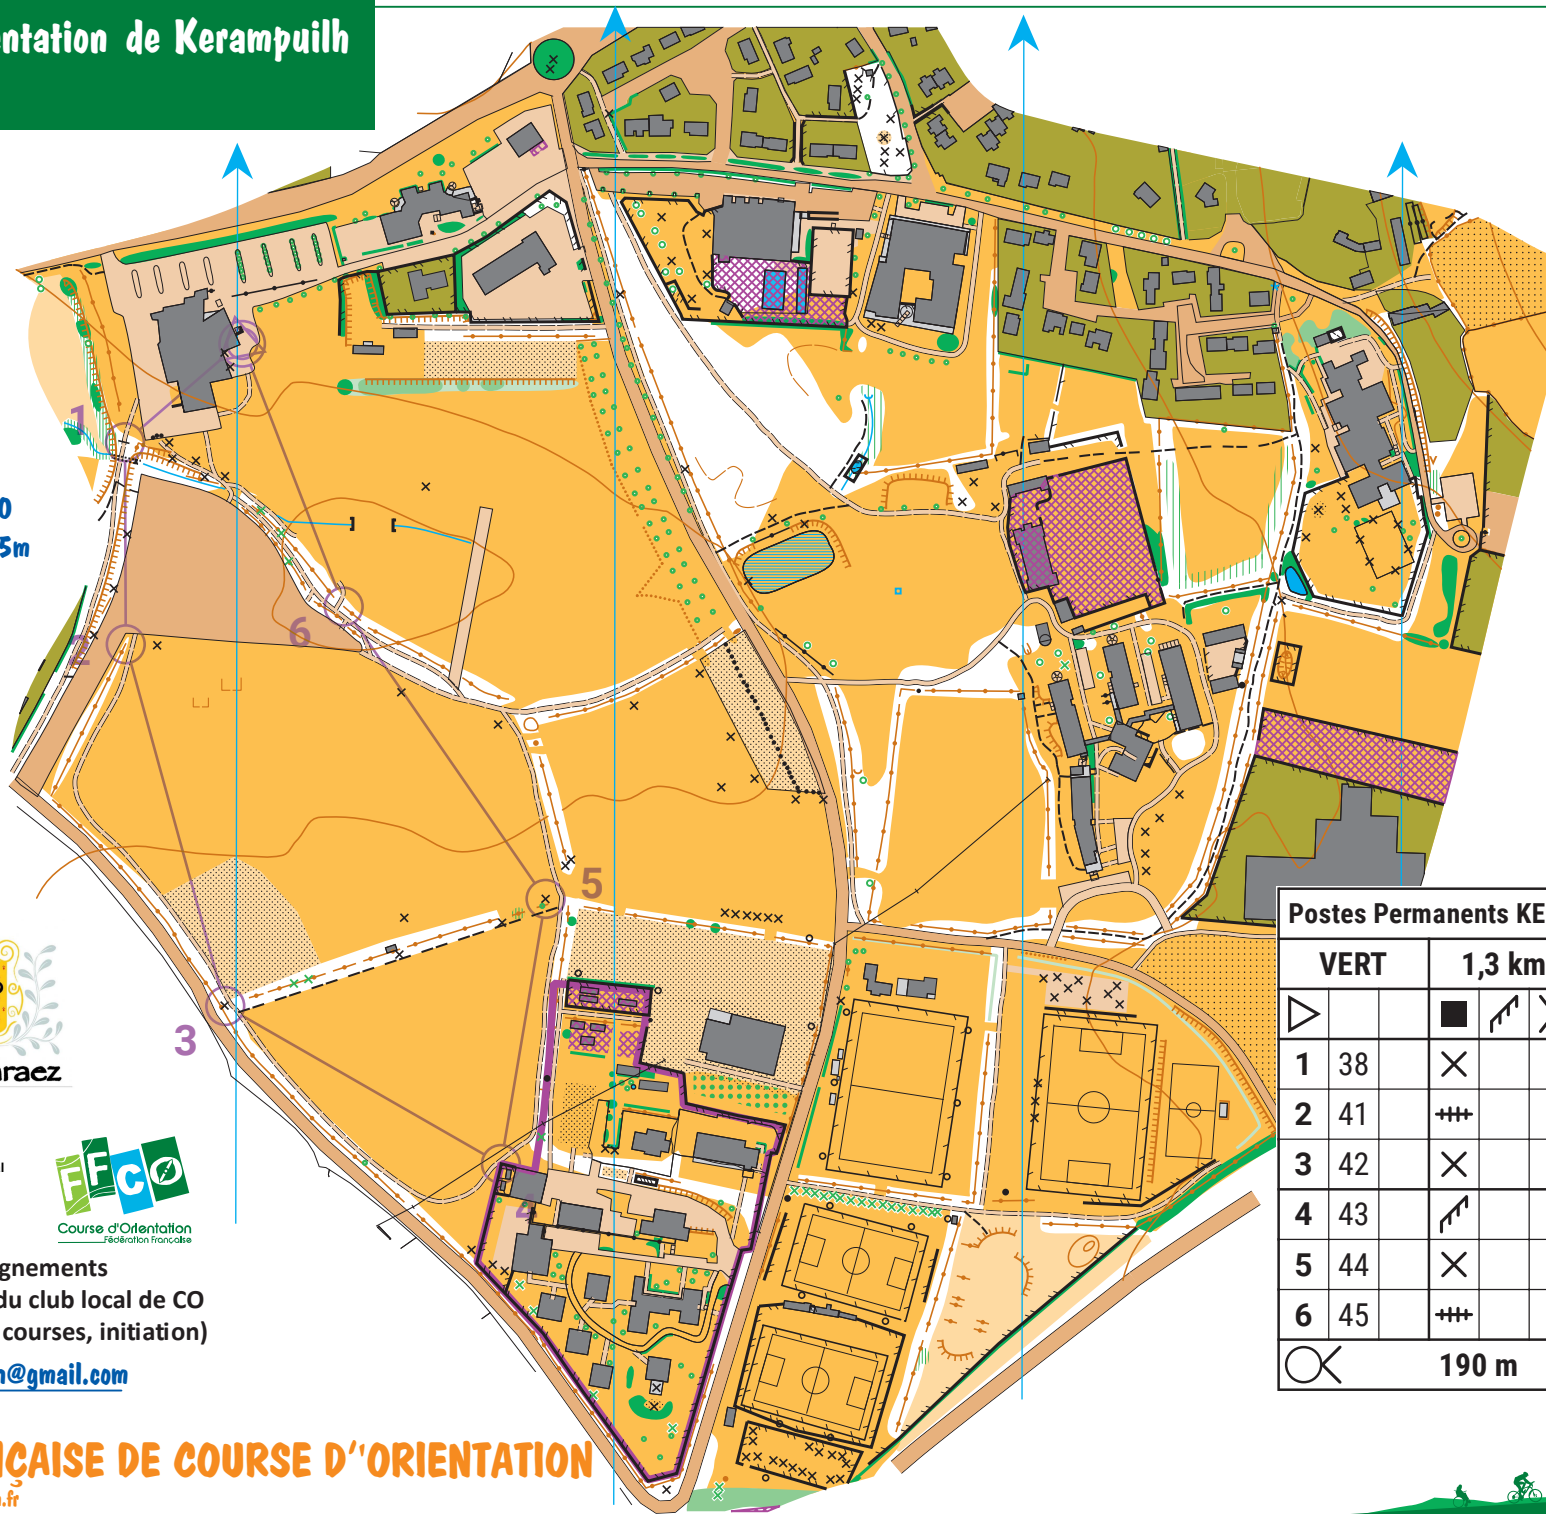 ntation de Kerampuilh
1
0
5m
2
6
5
3
4
raez
FFCO
Course d'Orientation
Fédération Française
gnements
du club local de CO
courses, initiation)
n@gmail.com
ÇAISE DE COURSE D'ORIENTATION
.fr
Postes Permanents KE
VERT 1,3 km
1 38
2 41
3 42
4 43
5 44
6 45
190 m